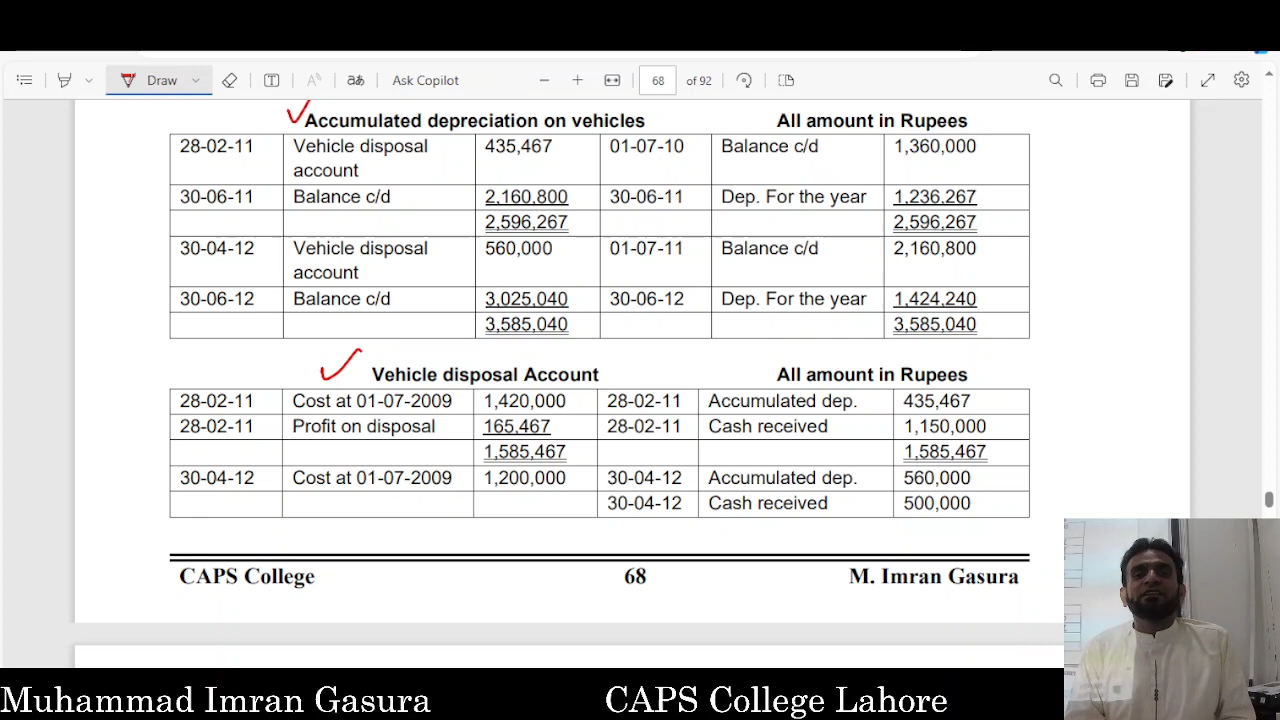 Draw
Ask Copilot
68 of 92
Accumulated depreciation on vehicles All amount in Rupees
28-02-11 Vehicle disposal account 435,467 01-07-10 Balance c/d 1,360,000
30-06-11 Balance c/d 2,160,800 30-06-11 Dep. For the year 1,236,267
2,596,267 2,596,267
30-04-12 Vehicle disposal account 560,000 01-07-11 Balance c/d 2,160,800
30-06-12 Balance c/d 3,025,040 30-06-12 Dep. For the year 1,424,240
3,585,040 3,585,040
Vehicle disposal Account All amount in Rupees
28-02-11 Cost at 01-07-2009 1,420,000 28-02-11 Accumulated dep. 435,467
28-02-11 Profit on disposal 165,467 28-02-11 Cash received 1,150,000
1,585,467 1,585,467
30-04-12 Cost at 01-07-2009 1,200,000 30-04-12 Accumulated dep. 560,000
30-04-12 Cash received 500,000
CAPS College 68 M. Imran Gasura
Muhammad Imran Gasura CAPS College Lahore